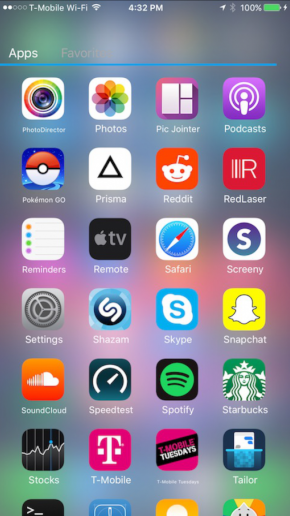 T-Mobile Wi-Fi 4:32 PM 100%
Apps Favorites
PhotoDirector Photos Pic Jointer Podcasts
Pokémon GO Prisma Reddit RedLaser
tv
Reminders Remote Safari Screeny
Settings Shazam Skype Snapchat
SoundCloud Speedtest Spotify Starbucks
T-MOBILE
TUESDAYS
Stocks T-Mobile T-Mobile Tuesdays Tailor